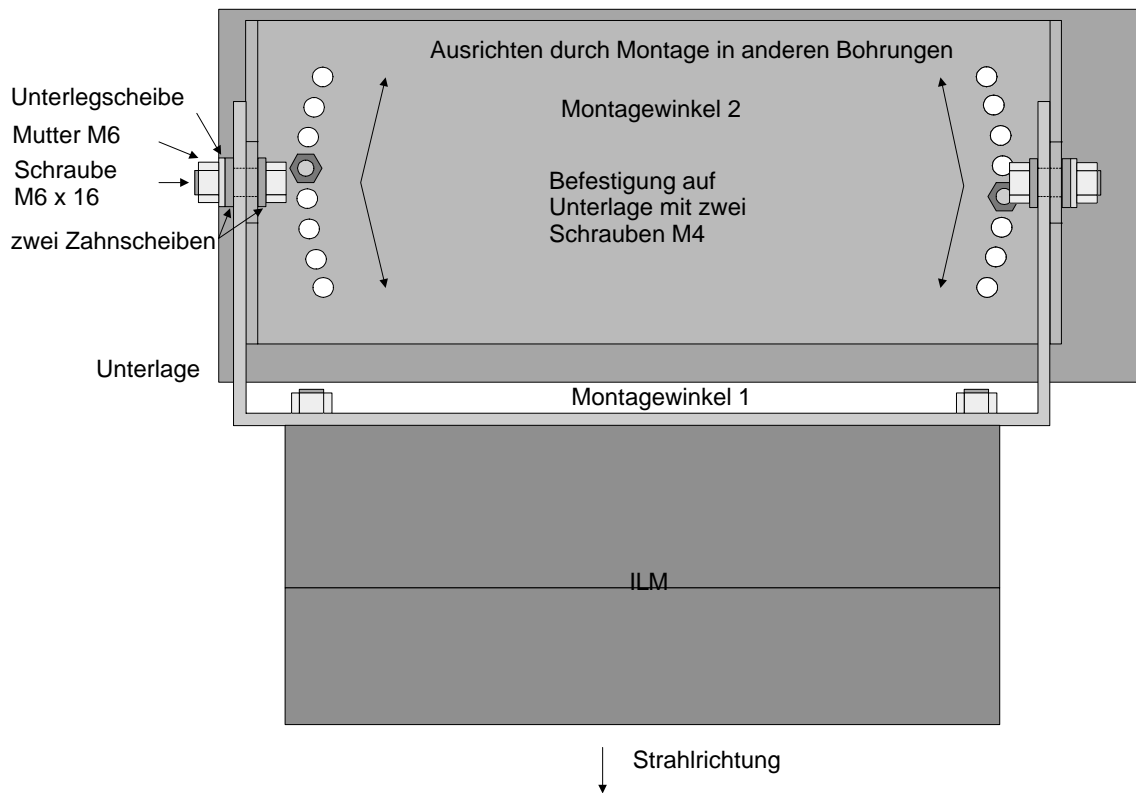 Ausrichten durch Montage in anderen Bohrungen
Unterlegscheibe
Montagewinkel 2
Mutter M6
Schraube
M6 x 16
Befestigung auf
Unterlage mit zwei
Schrauben M4
zwei Zahnscheiben
Unterlage
Montagewinkel 1
ILM
Strahlrichtung